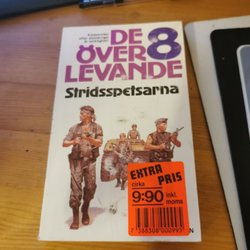 DE 8
ÖVER
LEVANDE
Stridsspetsarna
EXTRA
PRIS
cirka
9:90 inkl.
moms